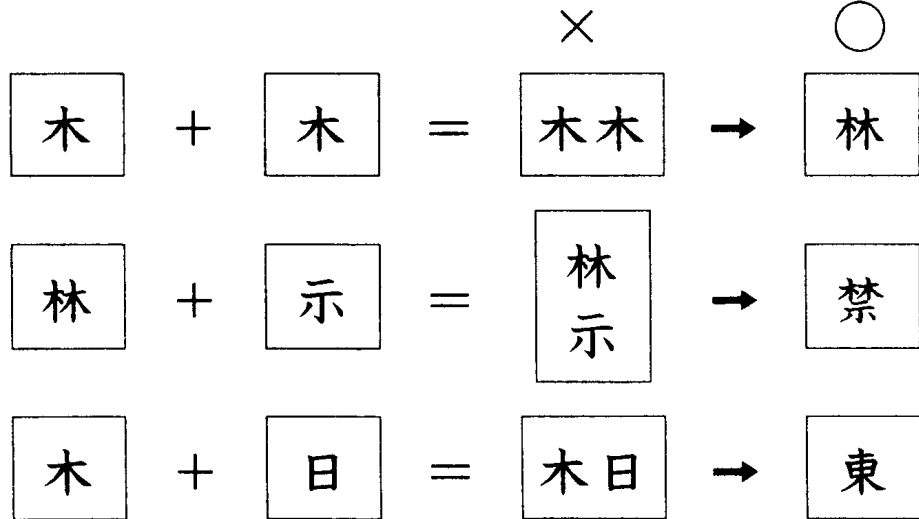 × ○
木 + 木 = 木木 → 林
林 + 示 = 林示 → 禁
木 + 日 = 木日 → 東